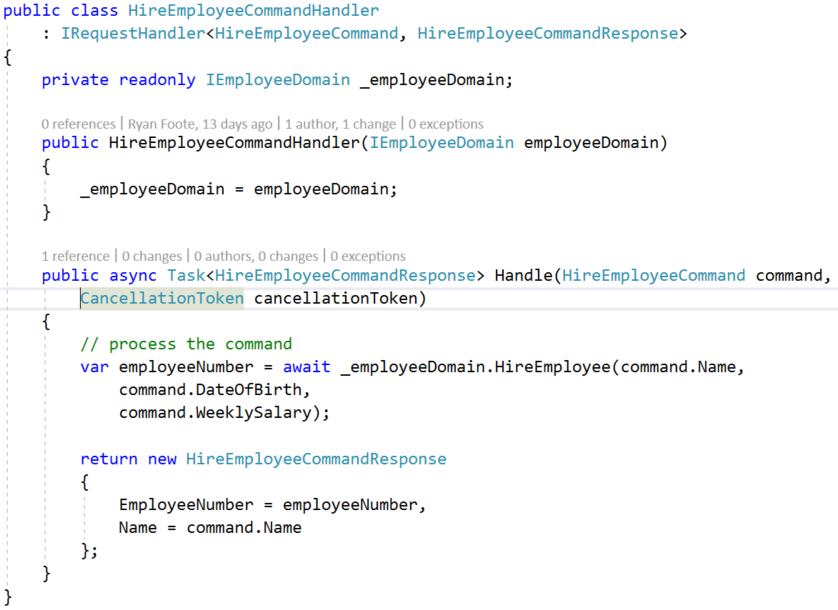 public class HireEmployeeCommandHandler
: IRequestHandler<HireEmployeeCommand, HireEmployeeCommandResponse>
{
private readonly IEmployeeDomain _employeeDomain;
0 references | Ryan Foote, 13 days ago | 1 author, 1 change | 0 exceptions
public HireEmployeeCommandHandler(IEmployeeDomain employeeDomain)
{
_employeeDomain = employeeDomain;
}
1 reference | 0 changes | 0 authors, 0 changes | 0 exceptions
public async Task<HireEmployeeCommandResponse> Handle(HireEmployeeCommand command,
CancellationToken cancellationToken)
{
// process the command
var employeeNumber = await _employeeDomain.HireEmployee(command.Name,
command.DateOfBirth,
command.WeeklySalary);
return new HireEmployeeCommandResponse
{
EmployeeNumber = employeeNumber,
Name = command.Name
};
}
}